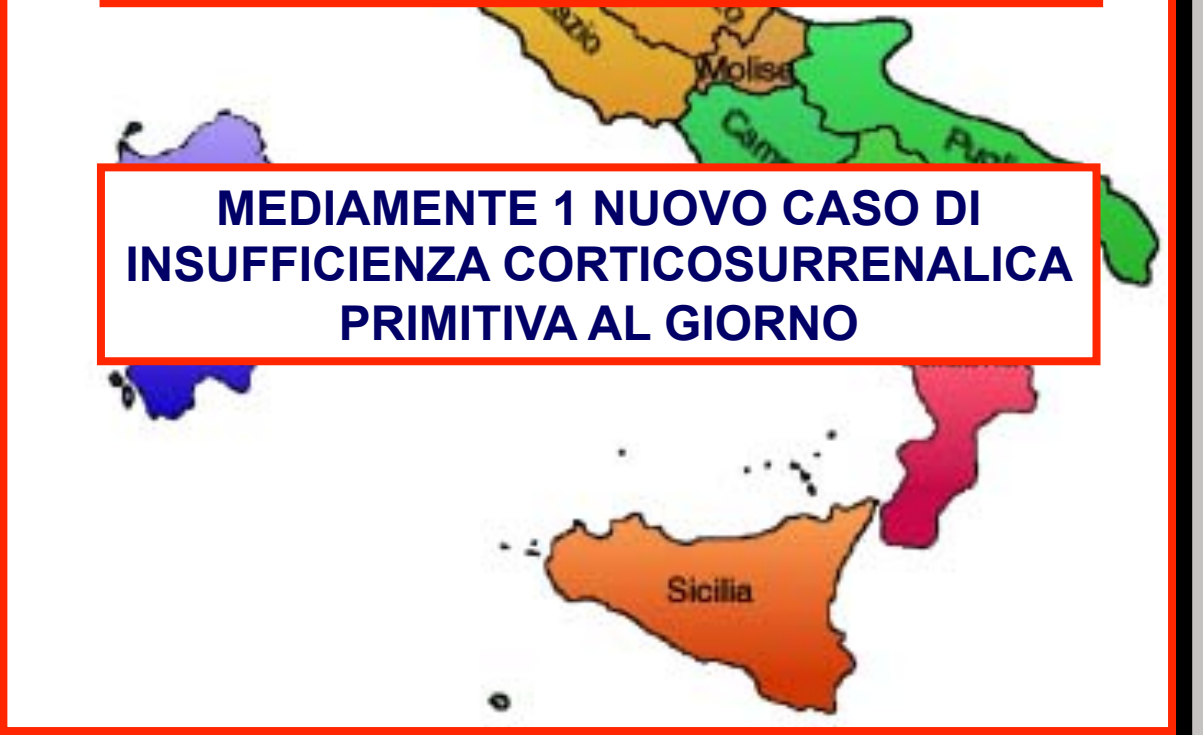 Molise
MEDIAMENTE 1 NUOVO CASO DI
INSUFFICIENZA CORTICOSURRENALICA
PRIMITIVA AL GIORNO
Sicilia